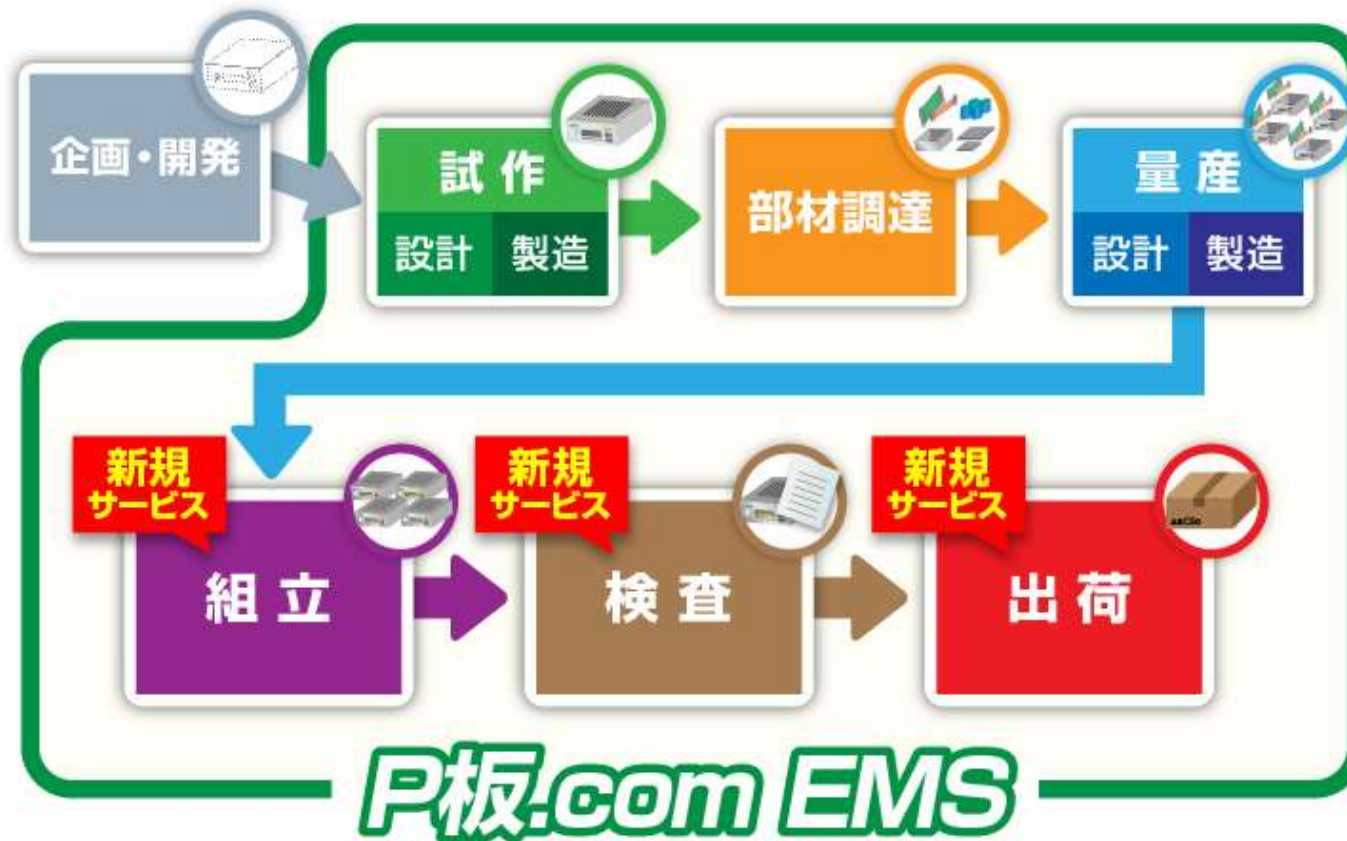 企画・開発
試作
設計 製造
部材調達
量産
設計 製造
新規
サービス
組立
新規
サービス
検査
新規
サービス
出荷
P板.com EMS